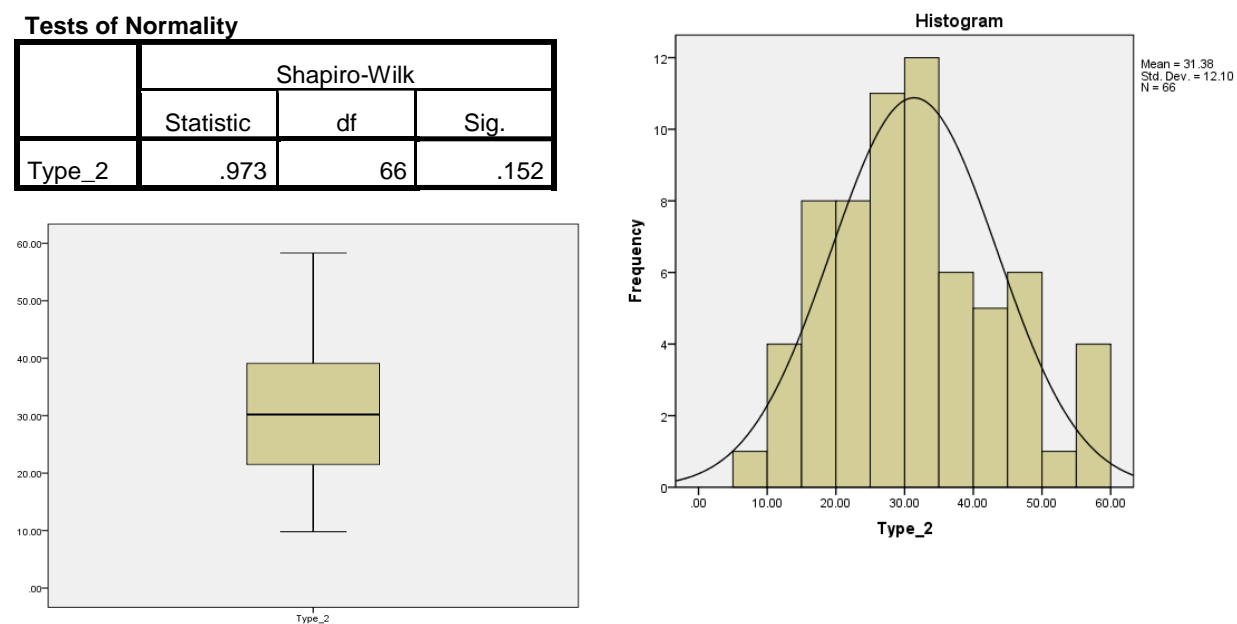 Tests of Normality
Shapiro-Wilk
Statistic df Sig.
Type_2 .973 66 .152
60.00
50.00
40.00
30.00
20.00
10.00
.00
Type_2
Histogram
Mean = 31.38
Std. Dev. = 12.10
N = 66
12
10
8
6
4
2
0
Frequency
.00 10.00 20.00 30.00 40.00 50.00 60.00
Type_2